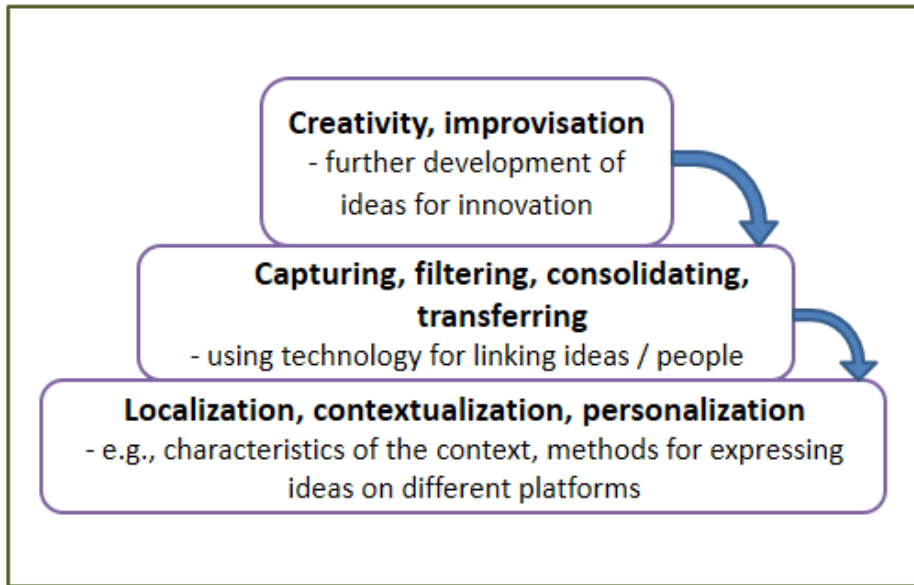 Creativity, improvisation
- further development of
ideas for innovation
Capturing, filtering, consolidating,
transferring
- using technology for linking ideas / people
Localization, contextualization, personalization
- e.g., characteristics of the context, methods for expressing
ideas on different platforms